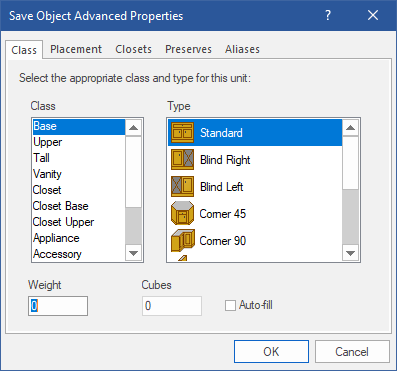 Save Object Advanced Properties ?
Class Placement Closets Preserves Aliases
Select the appropriate class and type for this unit:
Class Type
Base
Upper
Tall
Vanity
Closet
Closet Base
Closet Upper
Appliance
Accessory
Standard
Blind Right
Blind Left
Corner 45
Corner 90
Weight Cubes
0 0 Auto-fill
OK Cancel